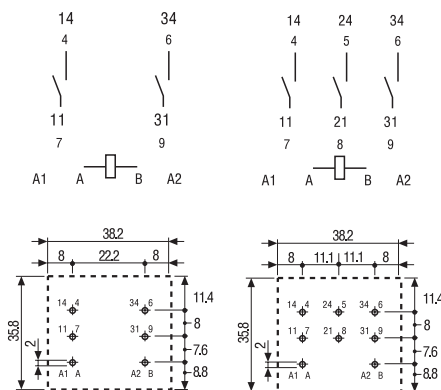 14 34
4 6
11 31
7 9
A1 A B A2
14 24 34
4 5 6
11 21 31
7 8 9
A1 A B A2
38.2
8 22.2 8
35.8
2
14 4 34 6
11 7 31 9
A1 A A2 B
11.4
8
7.6
8.8
38.2
8 11.1 11.1 8
35.8
2
14 4 24 5 34 6
11 7 21 8 31 9
A1 A A2 B
11.4
8
7.6
8.8